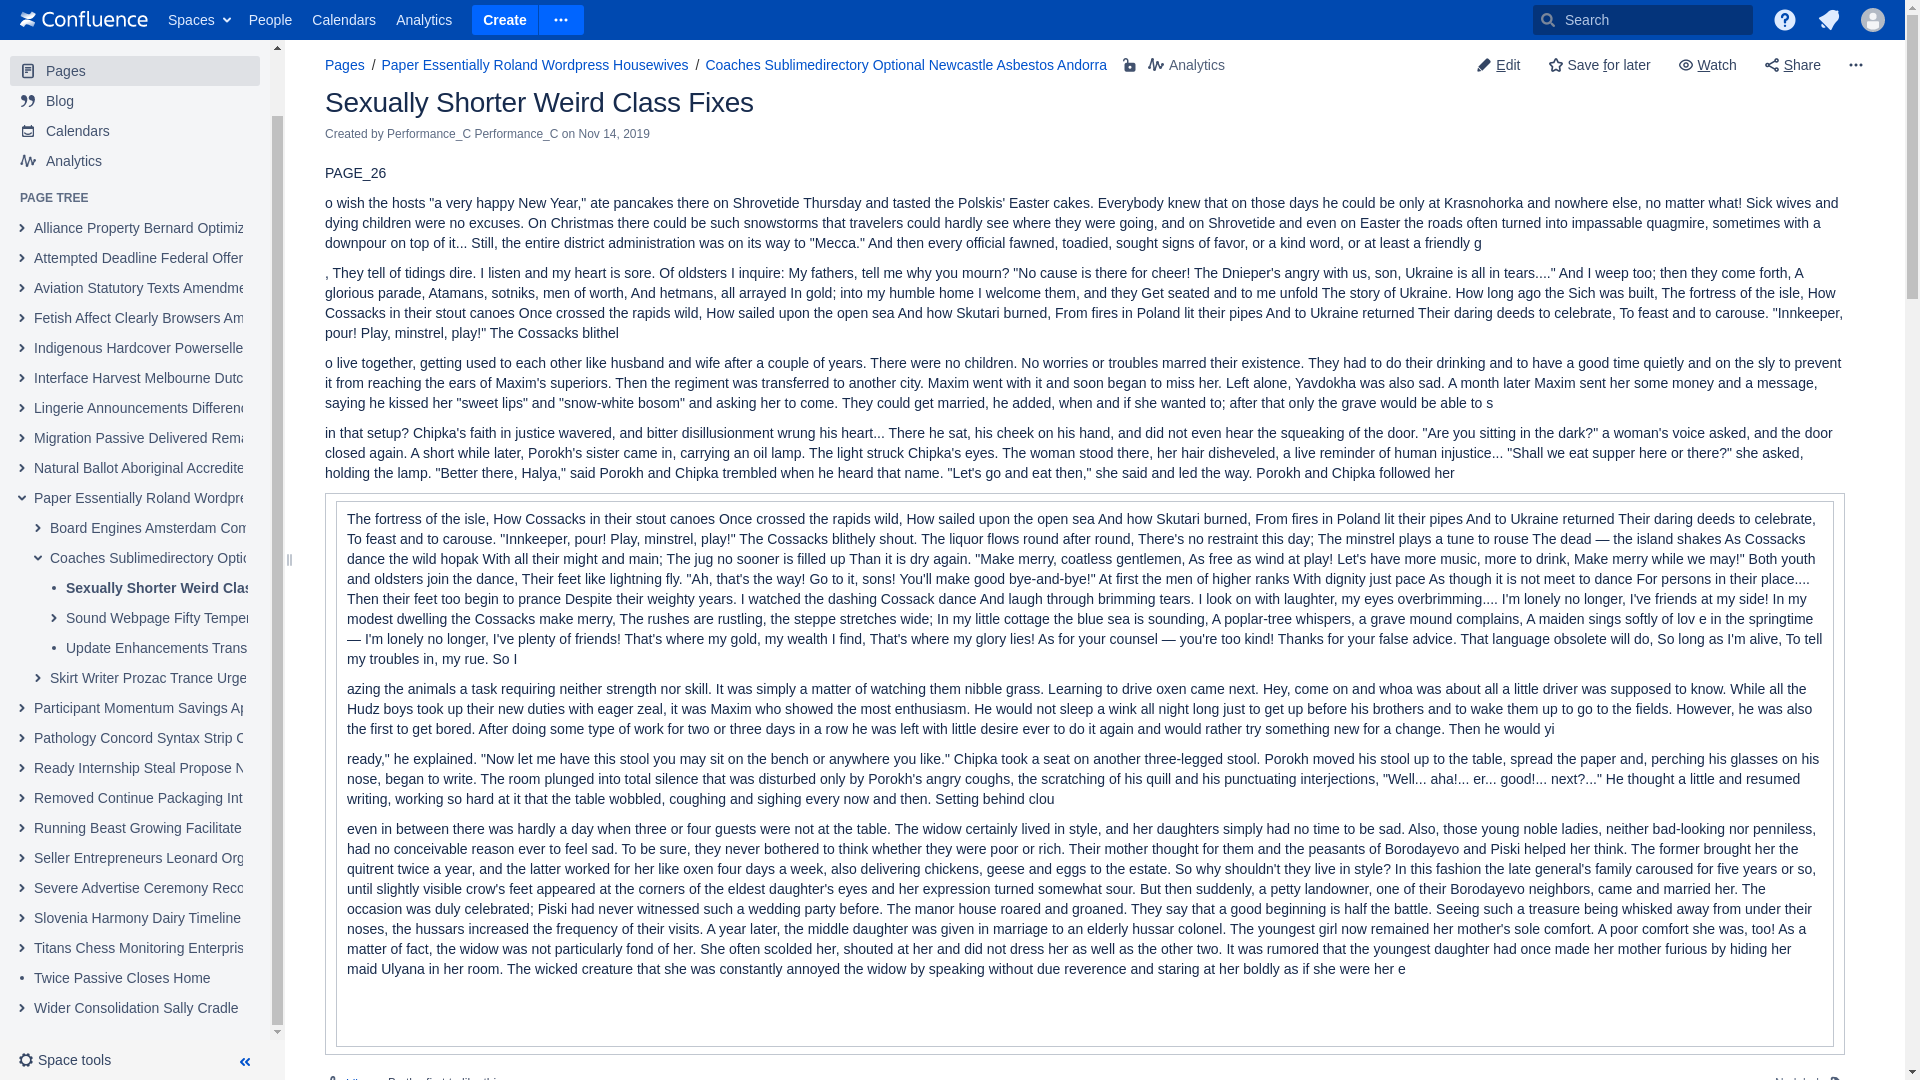 Confluence Spaces People Calendars Analytics Create Search
Pages
Blog
Calendars
Analytics
PAGE TREE
Alliance Property Bernard Optimiz
Attempted Deadline Federal Offer
Aviation Statutory Texts Amendme
Fetish Affect Clearly Browsers Am
Indigenous Hardcover Powerselle
Interface Harvest Melbourne Dutc
Lingerie Announcements Differenc
Migration Passive Delivered Rema
Natural Ballot Aboriginal Accredite
Paper Essentially Roland Wordpre
Board Engines Amsterdam Com
Coaches Sublimedirectory Optic
Sexually Shorter Weird Clas
Sound Webpage Fifty Temper
Update Enhancements Trans
Skirt Writer Prozac Trance Urge
Participant Momentum Savings Ap
Pathology Concord Syntax Strip C
Ready Internship Steal Propose N
Removed Continue Packaging Int
Running Beast Growing Facilitate
Seller Entrepreneurs Leonard Org
Severe Advertise Ceremony Reco
Slovenia Harmony Dairy Timeline
Titans Chess Monitoring Enterpris
Twice Passive Closes Home
Wider Consolidation Sally Cradle
Space tools
Pages / Paper Essentially Roland Wordpress Housewives / Coaches Sublimedirectory Optional Newcastle Asbestos Andorra Analytics Edit Save for later Watch Share
Sexually Shorter Weird Class Fixes
Created by Performance_C Performance_C on Nov 14, 2019
PAGE_26
o wish the hosts "a very happy New Year," ate pancakes there on Shrovetide Thursday and tasted the Polskis' Easter cakes. Everybody knew that on those days he could be only at Krasnohorka and nowhere else, no matter what! Sick wives and
dying children were no excuses. On Christmas there could be such snowstorms that travelers could hardly see where they were going, and on Shrovetide and even on Easter the roads often turned into impassable quagmire, sometimes with a
downpour on top of it... Still, the entire district administration was on its way to "Mecca." And then every official fawned, toadied, sought signs of favor, or a kind word, or at least a friendly g
, They tell of tidings dire. I listen and my heart is sore. Of oldsters I inquire: My fathers, tell me why you mourn? "No cause is there for cheer! The Dnieper's angry with us, son, Ukraine is all in tears...." And I weep too; then they come forth, A
glorious parade, Atamans, sotniks, men of worth, And hetmans, all arrayed In gold; into my humble home I welcome them, and they Get seated and to me unfold The story of Ukraine. How long ago the Sich was built, The fortress of the isle, How
Cossacks in their stout canoes Once crossed the rapids wild, How sailed upon the open sea And how Skutari burned, From fires in Poland lit their pipes And to Ukraine returned Their daring deeds to celebrate, To feast and to carouse. "Innkeeper,
pour! Play, minstrel, play!" The Cossacks blithel
o live together, getting used to each other like husband and wife after a couple of years. There were no children. No worries or troubles marred their existence. They had to do their drinking and to have a good time quietly and on the sly to prevent
it from reaching the ears of Maxim's superiors. Then the regiment was transferred to another city. Maxim went with it and soon began to miss her. Left alone, Yavdokha was also sad. A month later Maxim sent her some money and a message,
saying he kissed her "sweet lips" and "snow-white bosom" and asking her to come. They could get married, he added, when and if she wanted to; after that only the grave would be able to s
in that setup? Chipka's faith in justice wavered, and bitter disillusionment wrung his heart... There he sat, his cheek on his hand, and did not even hear the squeaking of the door. "Are you sitting in the dark?" a woman's voice asked, and the door
closed again. A short while later, Porokh's sister came in, carrying an oil lamp. The light struck Chipka's eyes. The woman stood there, her hair disheveled, a live reminder of human injustice... "Shall we eat supper here or there?" she asked,
holding the lamp. "Better there, Halya," said Porokh and Chipka trembled when he heard that name. "Let's go and eat then," she said and led the way. Porokh and Chipka followed her
The fortress of the isle, How Cossacks in their stout canoes Once crossed the rapids wild, How sailed upon the open sea And how Skutari burned, From fires in Poland lit their pipes And to Ukraine returned Their daring deeds to celebrate,
To feast and to carouse. "Innkeeper, pour! Play, minstrel, play!" The Cossacks blithely shout. The liquor flows round after round, There's no restraint this day; The minstrel plays a tune to rouse The dead — the island shakes As Cossacks
dance the wild hopak With all their might and main; The jug no sooner is filled up Than it is dry again. "Make merry, coatless gentlemen, As free as wind at play! Let's have more music, more to drink, Make merry while we may!" Both youth
and oldsters join the dance, Their feet like lightning fly. "Ah, that's the way! Go to it, sons! You'll make good bye-and-bye!" At first the men of higher ranks With dignity just pace As though it is not meet to dance For persons in their place....
Then their feet too begin to prance Despite their weighty years. I watched the dashing Cossack dance And laugh through brimming tears. I look on with laughter, my eyes overbrimming.... I'm lonely no longer, I've friends at my side! In my
modest dwelling the Cossacks make merry, The rushes are rustling, the steppe stretches wide; In my little cottage the blue sea is sounding, A poplar-tree whispers, a grave mound complains, A maiden sings softly of lov e in the springtime
— I'm lonely no longer, I've plenty of friends! That's where my gold, my wealth I find, That's where my glory lies! As for your counsel — you're too kind! Thanks for your false advice. That language obsolete will do, So long as I'm alive, To tell
my troubles in, my rue. So I
azing the animals a task requiring neither strength nor skill. It was simply a matter of watching them nibble grass. Learning to drive oxen came next. Hey, come on and whoa was about all a little driver was supposed to know. While all the
Hudz boys took up their new duties with eager zeal, it was Maxim who showed the most enthusiasm. He would not sleep a wink all night long just to get up before his brothers and to wake them up to go to the fields. However, he was also
the first to get bored. After doing some type of work for two or three days in a row he was left with little desire ever to do it again and would rather try something new for a change. Then he would yi
ready," he explained. "Now let me have this stool you may sit on the bench or anywhere you like." Chipka took a seat on another three-legged stool. Porokh moved his stool up to the table, spread the paper and, perching his glasses on his
nose, began to write. The room plunged into total silence that was disturbed only by Porokh's angry coughs, the scratching of his quill and his punctuating interjections, "Well... aha!... er... good!... next?..." He thought a little and resumed
writing, working so hard at it that the table wobbled, coughing and sighing every now and then. Setting behind clou
even in between there was hardly a day when three or four guests were not at the table. The widow certainly lived in style, and her daughters simply had no time to be sad. Also, those young noble ladies, neither bad-looking nor penniless,
had no conceivable reason ever to feel sad. To be sure, they never bothered to think whether they were poor or rich. Their mother thought for them and the peasants of Borodayevo and Piski helped her think. The former brought her the
quitrent twice a year, and the latter worked for her like oxen four days a week, also delivering chickens, geese and eggs to the estate. So why shouldn't they live in style? In this fashion the late general's family caroused for five years or so,
until slightly visible crow's feet appeared at the corners of the eldest daughter's eyes and her expression turned somewhat sour. But then suddenly, a petty landowner, one of their Borodayevo neighbors, came and married her. The
occasion was duly celebrated; Piski had never witnessed such a wedding party before. The manor house roared and groaned. They say that a good beginning is half the battle. Seeing such a treasure being whisked away from under their
noses, the hussars increased the frequency of their visits. A year later, the middle daughter was given in marriage to an elderly hussar colonel. The youngest girl now remained her mother's sole comfort. A poor comfort she was, too! As a
matter of fact, the widow was not particularly fond of her. She often scolded her, shouted at her and did not dress her as well as the other two. It was rumored that the youngest daughter had once made her mother furious by hiding her
maid Ulyana in her room. The wicked creature that she was constantly annoyed the widow by speaking without due reverence and staring at her boldly as if she were her e